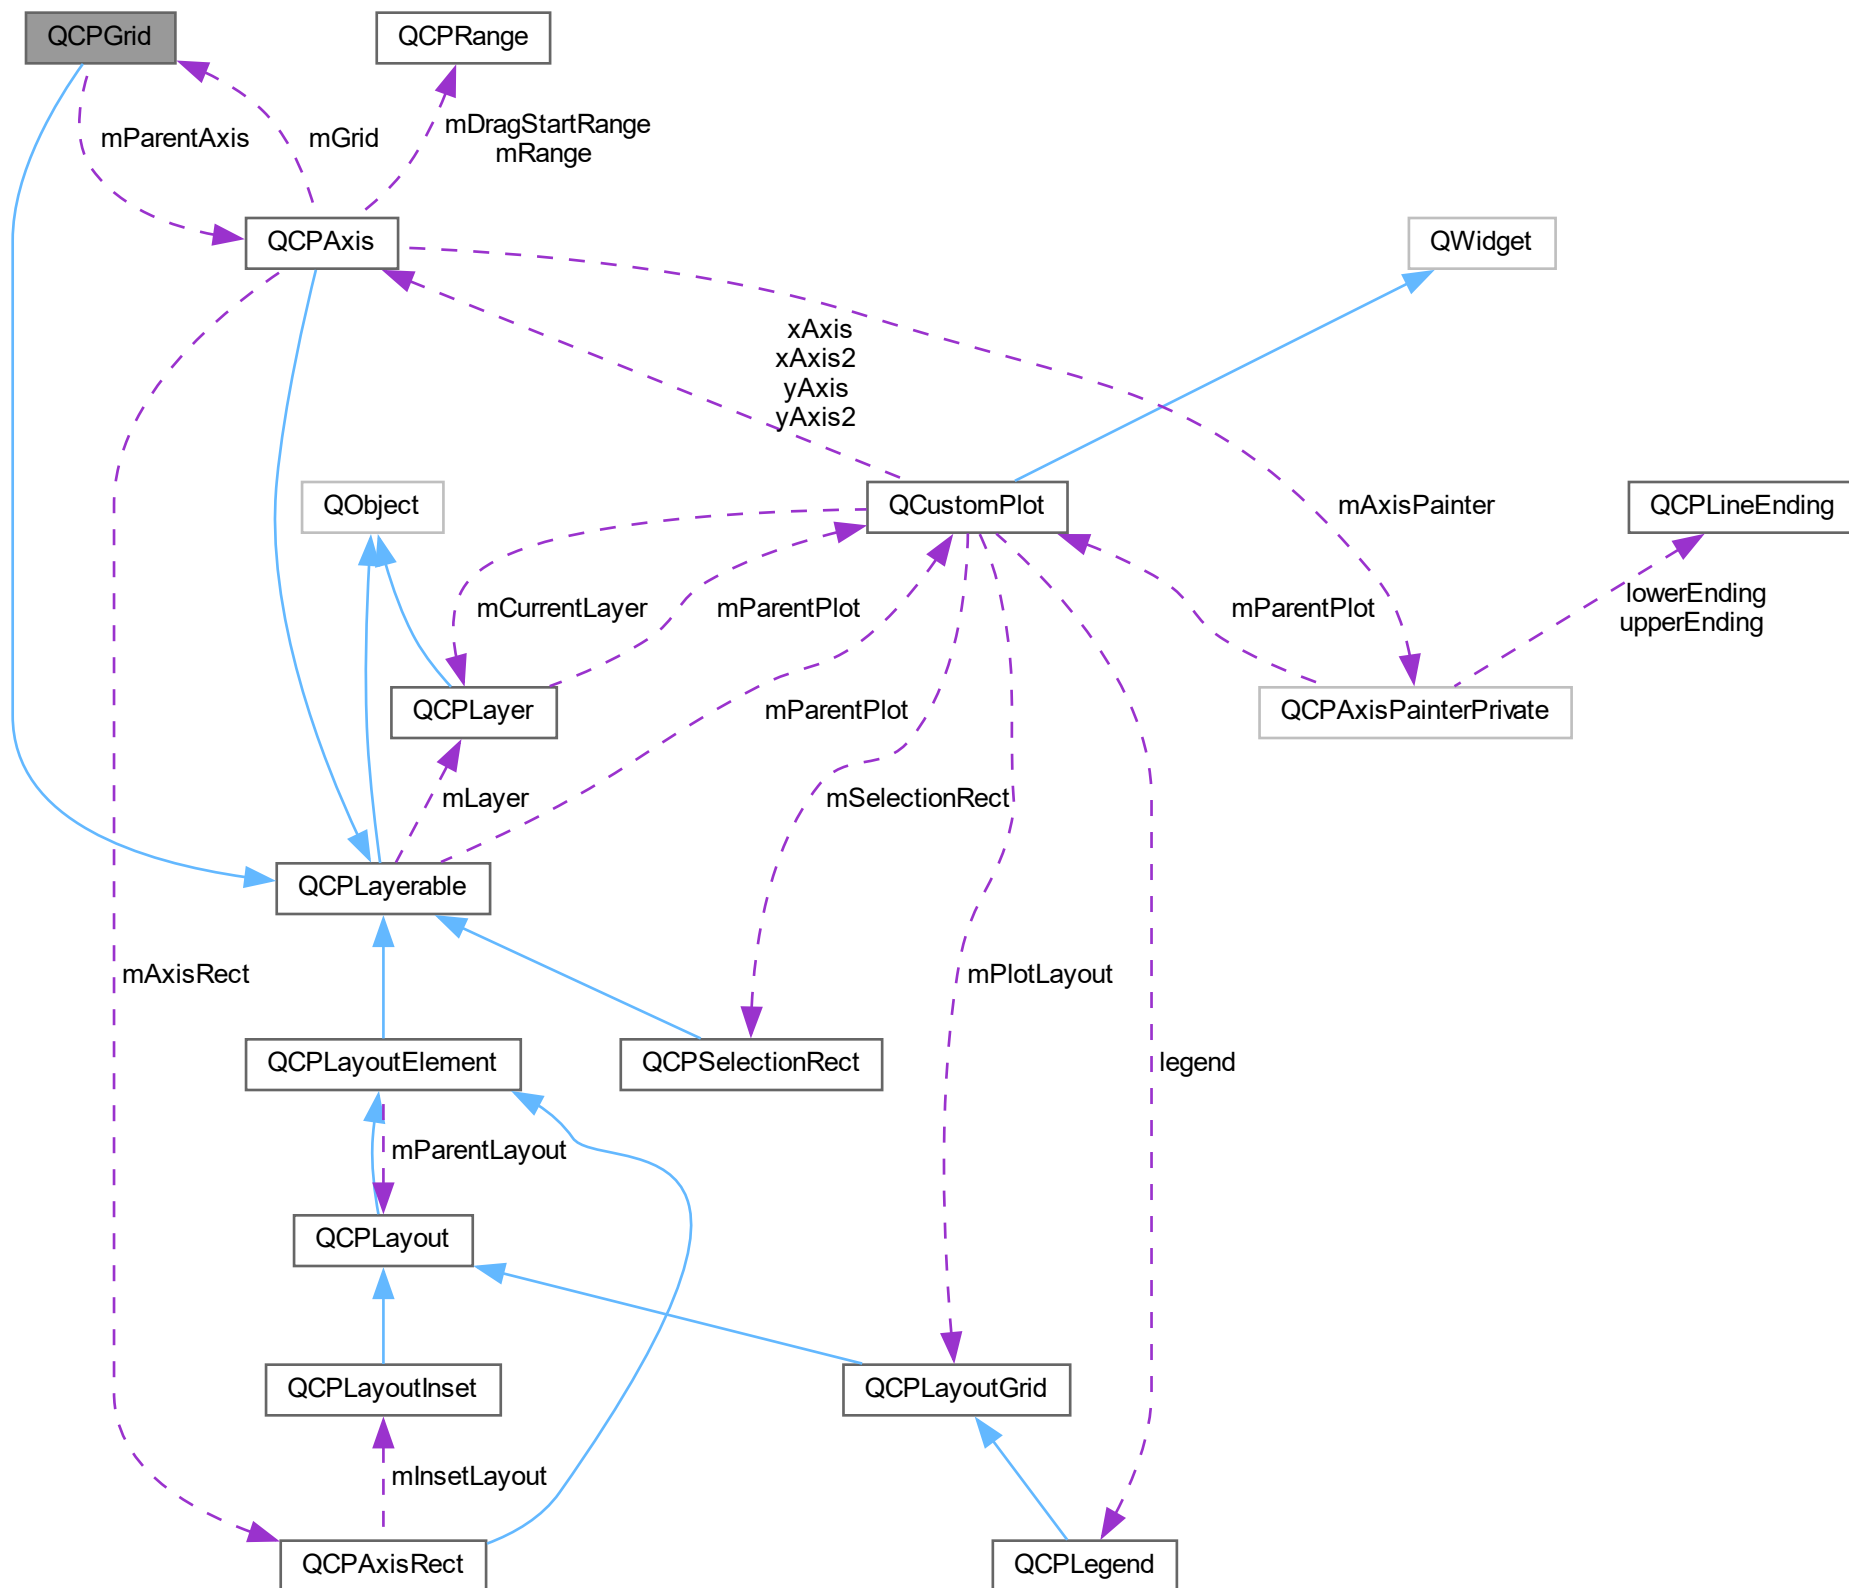 QCPGrid
QCPRange
mParentAxis
mGrid
mDragStartRange
mRange
QCPAxis
QWidget
xAxis
xAxis2
yAxis
yAxis2
QObject
QCustomPlot
mAxisPainter
QCPLineEnding
mCurrentLayer
mParentPlot
mParentPlot
lowerEnding
upperEnding
QCPLayer
mParentPlot
QCPAxisPainterPrivate
mLayer
mSelectionRect
QCPLayerable
mAxisRect
mPlotLayout
QCPLayoutElement
QCPSelectionRect
legend
mParentLayout
QCPLayout
QCPLayoutInset
QCPLayoutGrid
mInsetLayout
QCPAxisRect
QCPLegend